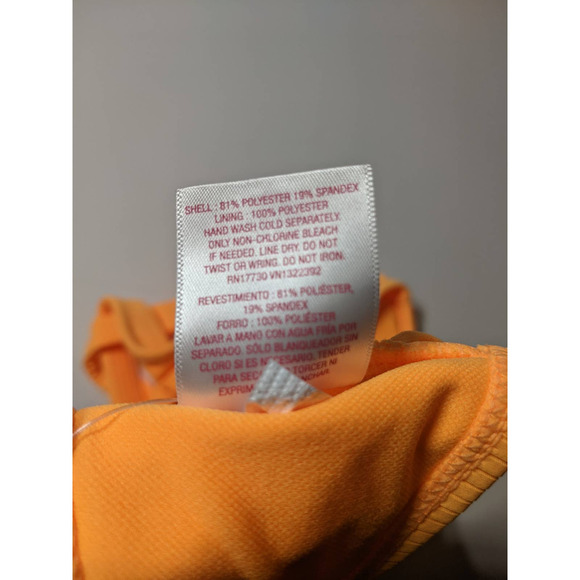 SHELL : 81% POLYESTER 19% SPANDEX
LINING : 100% POLYESTER
HAND WASH COLD SEPARATELY.
ONLY NON-CHLORINE BLEACH
IF NEEDED. LINE DRY. DO NOT
TWIST OR WRING. DO NOT IRON.
RN17730 VN1322392
REVESTIMIENTO : 81% POLIÉSTER,
19% SPANDEX
FORRO : 100% POLIÉSTER
LAVAR A MANO CON AGUA FRÍA POR
SEPARADO. SÓLO BLANQUEADOR SIN
CLORO SI ES NECESARIO. TENDER
PARA TORCER NI